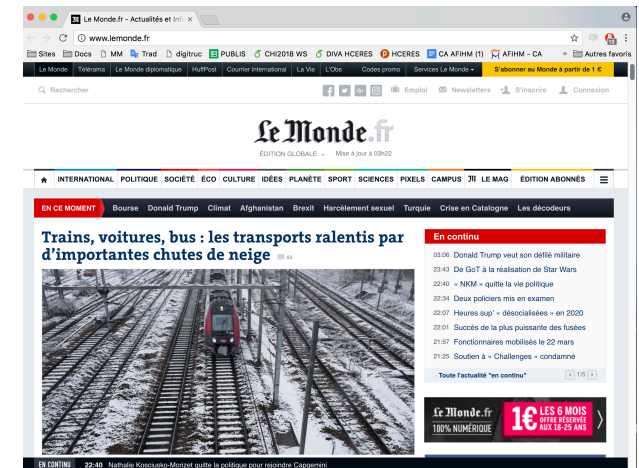 Le Monde.fr - Actualités et Info
www.lemonde.fr
Sites Docs MM Trad digitruc PUBLIS CHI2018 WS DIVA HCERES HCERES CA AFIHM (1) AFIHM - CA » Autres favoris
Le Monde Télérama Le Monde diplomatique HuffPost Courrier international La Vie L'Obs Codes promo Services Le Monde S'abonner au Monde à partir de 1 €
Rechercher Emploi Newsletters S'inscrire Connexion
Le Monde.fr
ÉDITION GLOBALE Mise à jour à 03h22
INTERNATIONAL POLITIQUE SOCIÉTÉ ÉCO CULTURE IDÉES PLANÈTE SPORT SCIENCES PIXELS CAMPUS M LE MAG ÉDITION ABONNÉS
EN CE MOMENT Bourse Donald Trump Climat Afghanistan Brexit Harcèlement sexuel Turquie Crise en Catalogne Les décodeurs
Trains, voitures, bus : les transports ralentis par
d'importantes chutes de neige 44
En continu
03:06 Donald Trump veut son défilé militaire
23:43 De GoT à la réalisation de Star Wars
22:40 « NKM » quitte la vie politique
22:34 Deux policiers mis en examen
22:07 Heures sup' « désocialisées » en 2020
22:01 Succès de la plus puissante des fusées
21:57 Fonctionnaires mobilisés le 22 mars
21:25 Soutien à « Challenges » condamné
Toute l'actualité "en continu" 1/5
Le Monde.fr
100% NUMÉRIQUE
1€ LES 6 MOIS
OFFRE RÉSERVÉE
AUX 18-25 ANS
EN CONTINU 22:40 Nathalie Kosciusko-Morizet quitte la politique pour rejoindre Capgemini